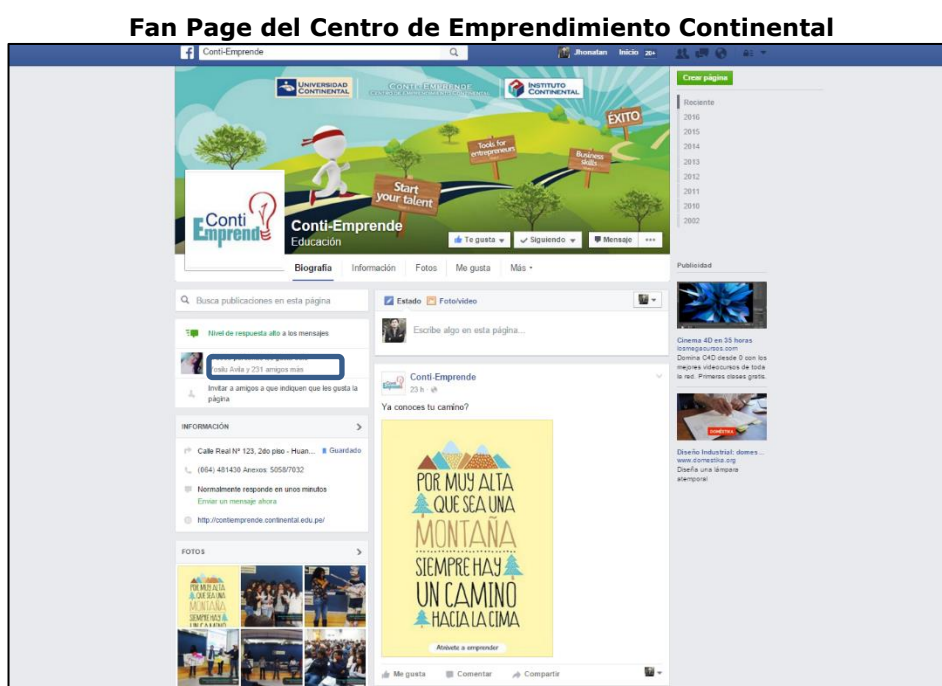 Fan Page del Centro de Emprendimiento Continental
Conti-Emprende
Jhonatan Inicio 20+
UNIVERSIDAD CONTINENTAL
CONTI-EMPRENDE
INSTITUTO CONTINENTAL
ÉXITO
Tools for entrepreneurs
Business skills
Start your talent
Conti Emprende
Conti-Emprende
Educación
Te gusta
Siguiendo
Mensaje
Biografía Información Fotos Me gusta Más
Crear página
Reciente
2016
2015
2014
2013
2012
2011
2010
2002
Busca publicaciones en esta página
Nivel de respuesta alto a los mensajes
Yoslu Avila y 231 amigos más
Invitar a amigos a que indiquen que les gusta la página
INFORMACIÓN
Calle Real Nº 123, 2do piso - Huan... Guardado
(064) 481430 Anexos: 5058/7032
Normalmente responde en unos minutos
Enviar un mensaje ahora
http://contiemprende.continental.edu.pe/
FOTOS
Estado Foto/vídeo
Escribe algo en esta página...
Conti-Emprende
23 h
Ya conoces tu camino?
POR MUY ALTA
QUE SEA UNA
MONTAÑA
SIEMPRE HAY
UN CAMINO
HACIA LA CIMA
Atrévete a emprender
Me gusta Comentar Compartir
Publicidad
Cinema 4D en 35 horas
losmegacursos.com
Domina C4D desde 0 con los
mejores videocursos de toda
la red. Primeros clases gratis.
DOMESTIKA
Diseño Industrial: domes...
www.domestika.org
Diseña una lámpara
atemporal